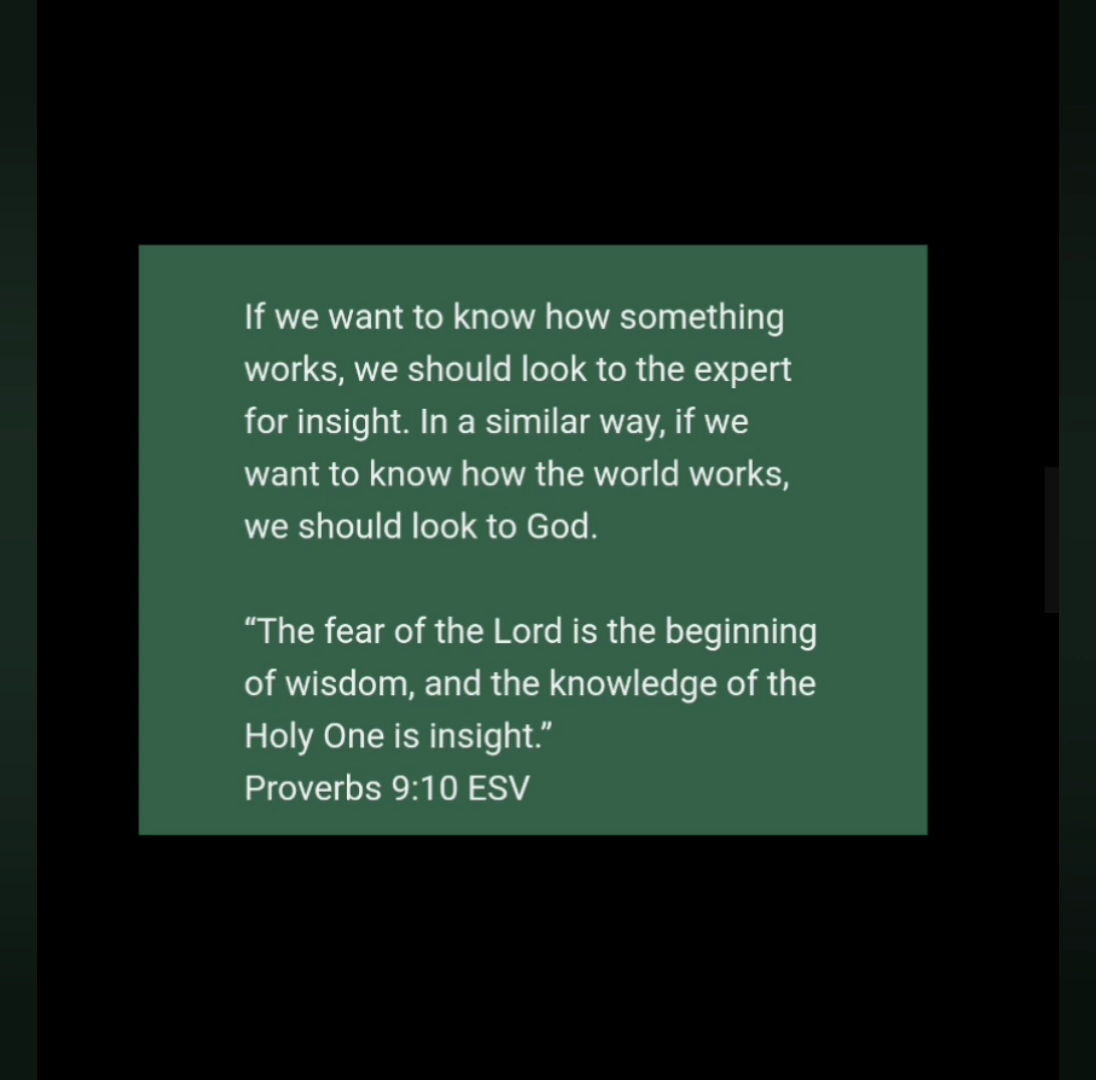 If we want to know how something
works, we should look to the expert
for insight. In a similar way, if we
want to know how the world works,
we should look to God.
“The fear of the Lord is the beginning
of wisdom, and the knowledge of the
Holy One is insight.”
Proverbs 9:10 ESV